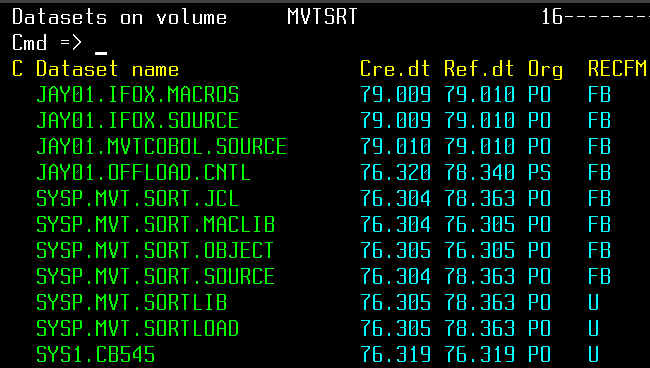 Datasets on volume MVTSRT 16--------
Cmd => _
C Dataset name Cre.dt Ref.dt Org RECFM
JAY01.IFOX.MACROS 79.009 79.010 PO FB
JAY01.IFOX.SOURCE 79.009 79.010 PO FB
JAY01.MVTCOBOL.SOURCE 79.010 79.010 PO FB
JAY01.OFFLOAD.CNTL 76.320 78.340 PS FB
SYSP.MVT.SORT.JCL 76.304 78.363 PO FB
SYSP.MVT.SORT.MACLIB 76.304 76.305 PO FB
SYSP.MVT.SORT.OBJECT 76.305 76.305 PO FB
SYSP.MVT.SORT.SOURCE 76.304 78.363 PO FB
SYSP.MVT.SORTLIB 76.305 78.363 PO U
SYSP.MVT.SORTLOAD 76.305 78.363 PO U
SYS1.CB545 76.319 76.319 PO U